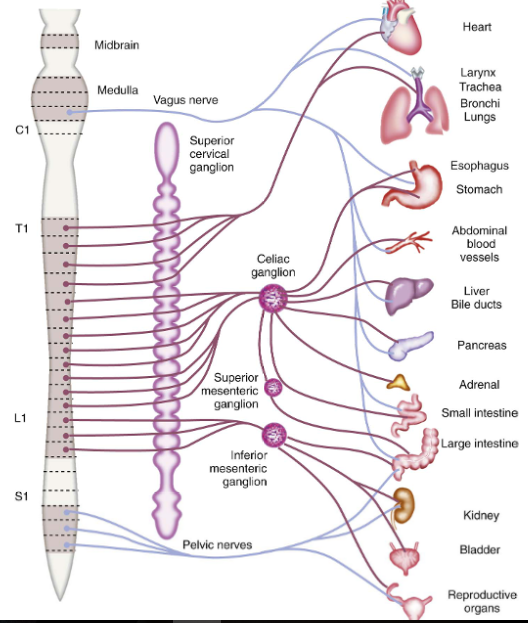 Midbrain
Medulla
C1
Vagus nerve
Superior
cervical
ganglion
T1
Celiac
ganglion
Superior
mesenteric
ganglion
L1
Inferior
mesenteric
ganglion
S1
Pelvic nerves
Heart
Larynx
Trachea
Bronchi
Lungs
Esophagus
Stomach
Abdominal
blood
vessels
Liver
Bile ducts
Pancreas
Adrenal
Small intestine
Large intestine
Kidney
Bladder
Reproductive
organs